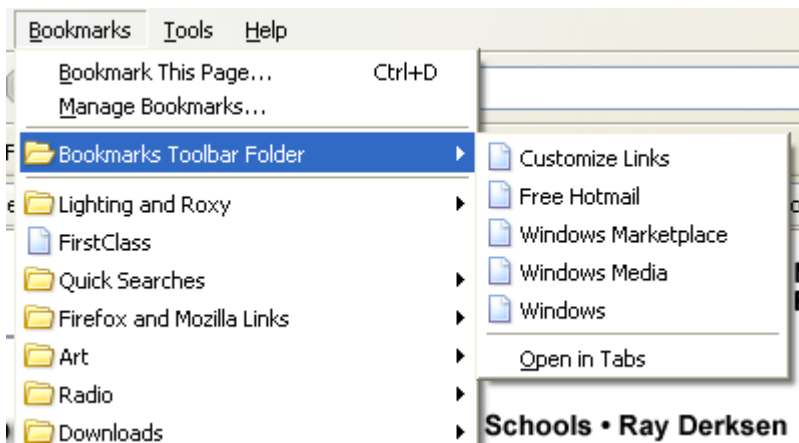 Bookmarks Tools Help
Bookmark This Page... Ctrl+D
Manage Bookmarks...
Bookmarks Toolbar Folder
Lighting and Roxy
FirstClass
Quick Searches
Firefox and Mozilla Links
Art
Radio
Downloads
Customize Links
Free Hotmail
Windows Marketplace
Windows Media
Windows
Open in Tabs
Schools • Ray Derksen